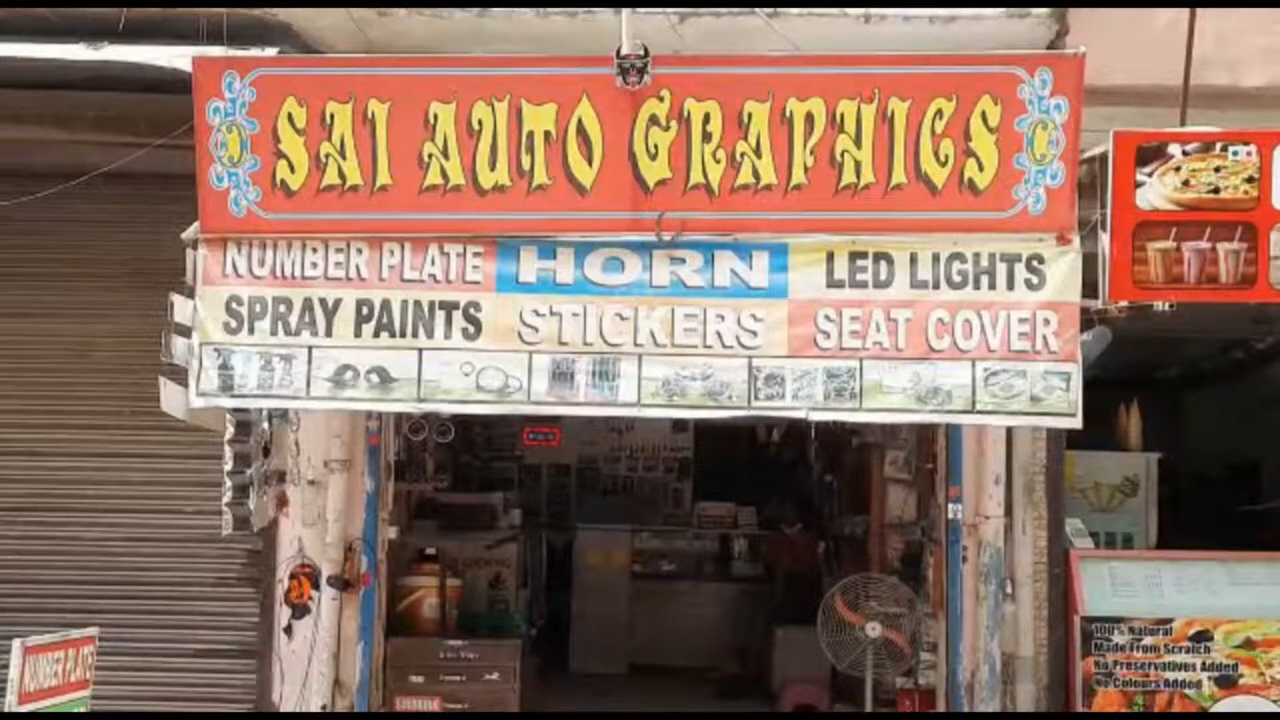 SAI AUTO GRAPHICS
NUMBER PLATE
HORN
LED LIGHTS
SPRAY PAINTS
STICKERS
SEAT COVER
NUMBER PLATE
100% Natural
Made From Scratch
No Preservatives Added
No Colours Added